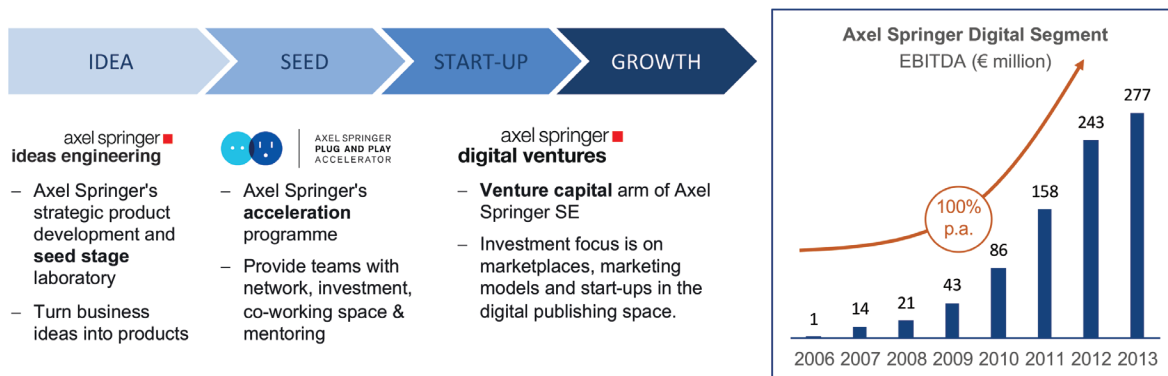 IDEA
SEED
START-UP
GROWTH
axel springer
ideas engineering
– Axel Springer's
strategic product
development and
seed stage
laboratory
– Turn business
ideas into products
AXEL SPRINGER
PLUG AND PLAY
ACCELERATOR
– Axel Springer's
acceleration
programme
– Provide teams with
network, investment,
co-working space &
mentoring
axel springer
digital ventures
– Venture capital arm of Axel
Springer SE
– Investment focus is on
marketplaces, marketing
models and start-ups in the
digital publishing space.
Axel Springer Digital Segment
EBITDA (€ million)
100%
p.a.
1
14
21
43
86
158
243
277
2006 2007 2008 2009 2010 2011 2012 2013